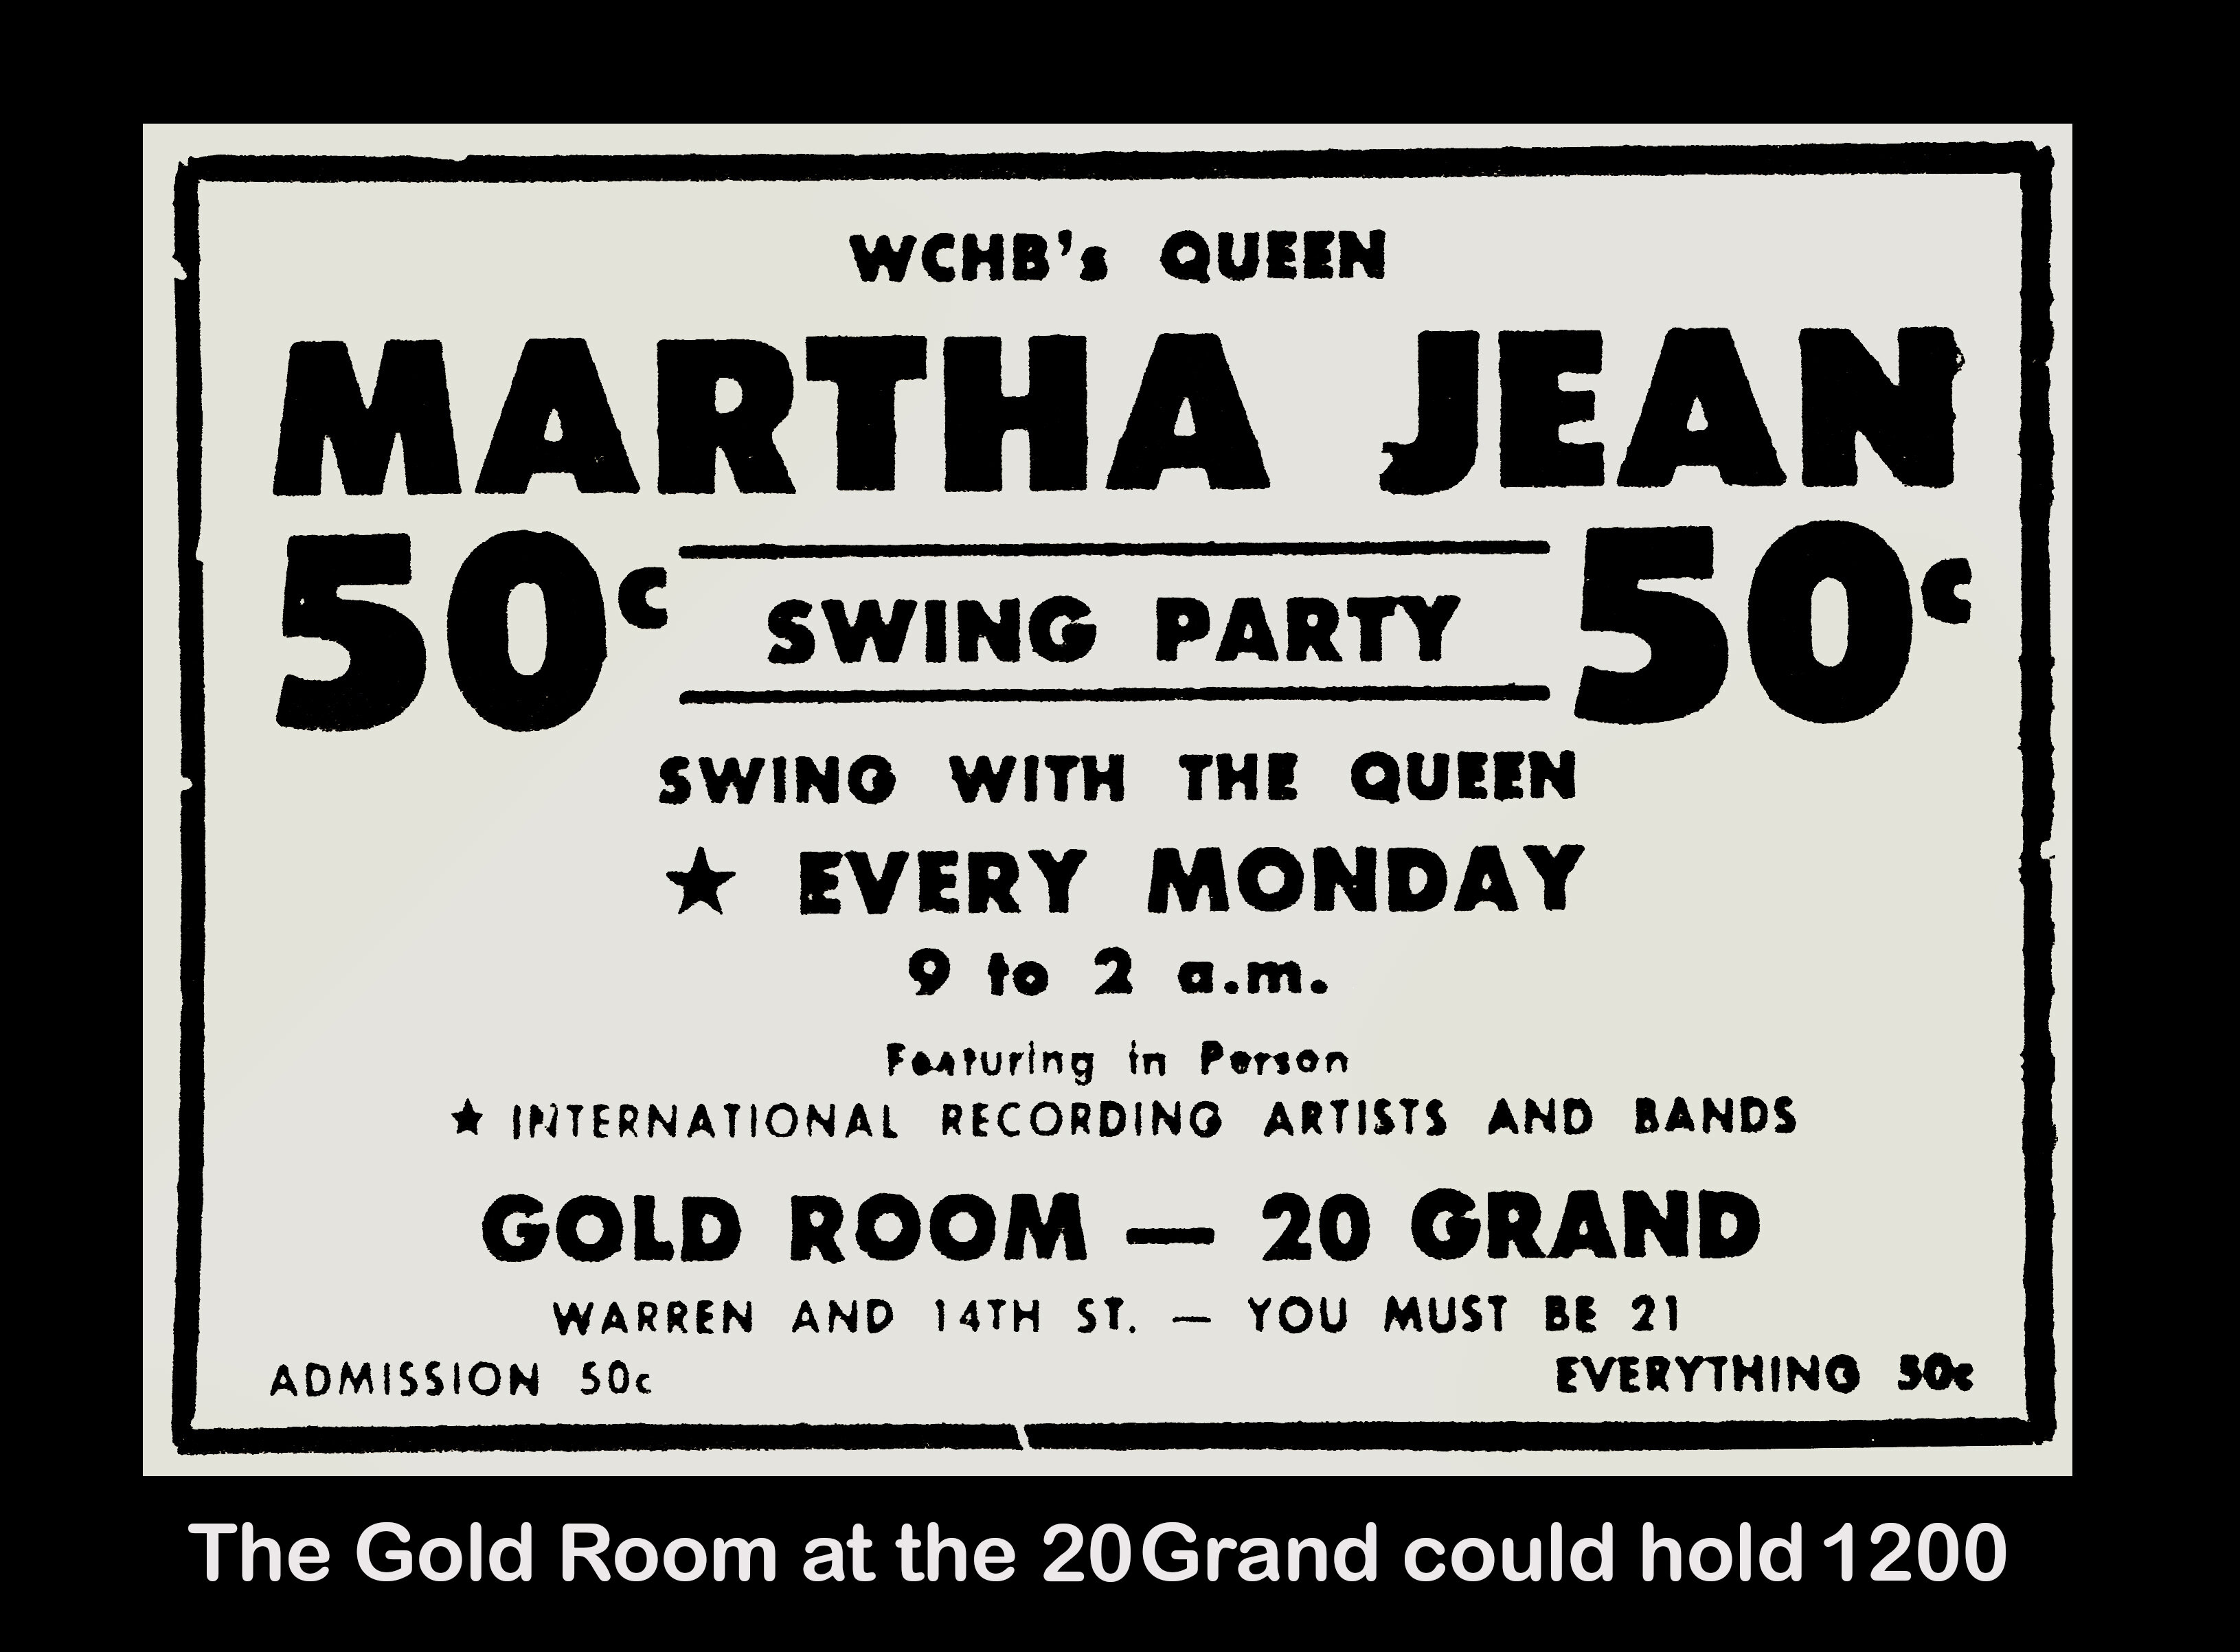 WCHB's QUEEN
MARTHA JEAN
50c SWING PARTY 50c
SWING WITH THE QUEEN
★ EVERY MONDAY
9 to 2 a.m.
Featuring in Person
★ INTERNATIONAL RECORDING ARTISTS AND BANDS
GOLD ROOM — 20 GRAND
WARREN AND 14TH ST. — YOU MUST BE 21
ADMISSION 50c EVERYTHING 50c
The Gold Room at the 20 Grand could hold 1200